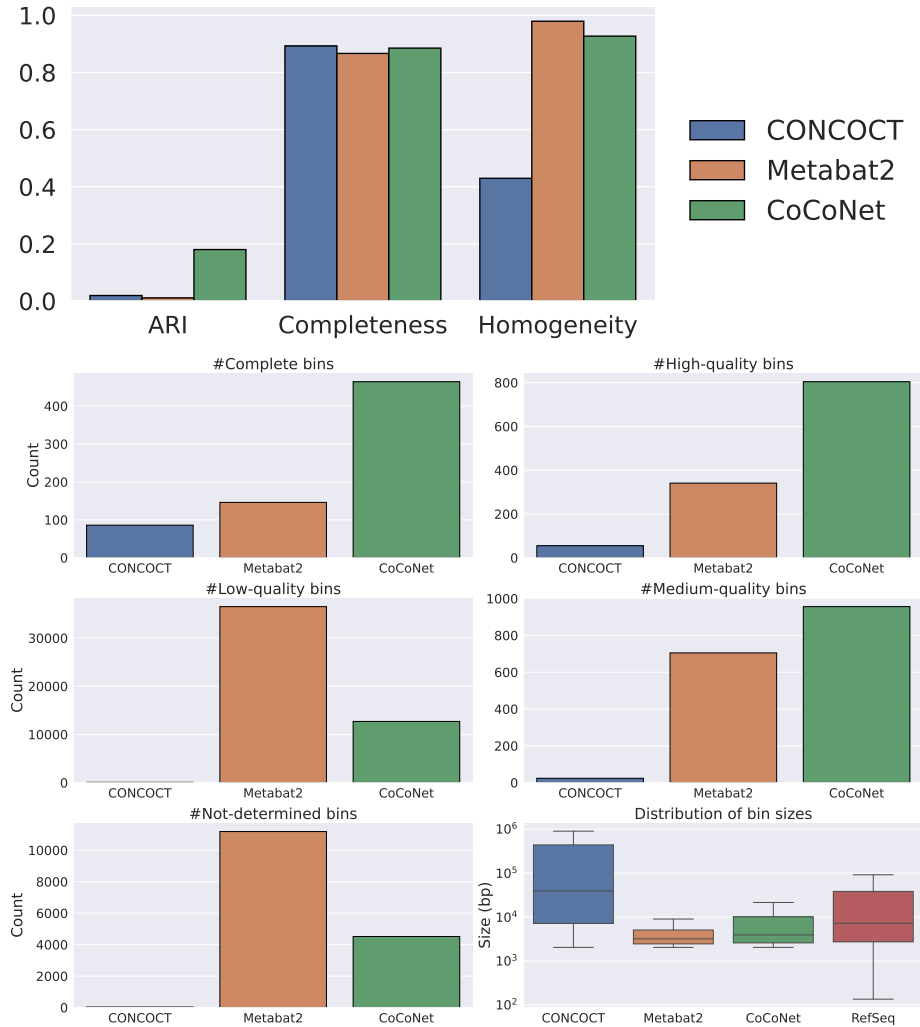 1.0
0.8
0.6
0.4
0.2
0.0
ARI
Completeness
Homogeneity
CONCOCT
Metabat2
CoCoNet
#Complete bins
Count
400
300
200
100
0
CONCOCT
Metabat2
CoCoNet
#High-quality bins
800
600
400
200
0
CONCOCT
Metabat2
CoCoNet
#Low-quality bins
Count
30000
20000
10000
0
CONCOCT
Metabat2
CoCoNet
#Medium-quality bins
1000
800
600
400
200
0
CONCOCT
Metabat2
CoCoNet
#Not-determined bins
Count
10000
8000
6000
4000
2000
0
CONCOCT
Metabat2
CoCoNet
Distribution of bin sizes
Size (bp)
10^6
10^5
10^4
10^3
10^2
CONCOCT
Metabat2
CoCoNet
RefSeq